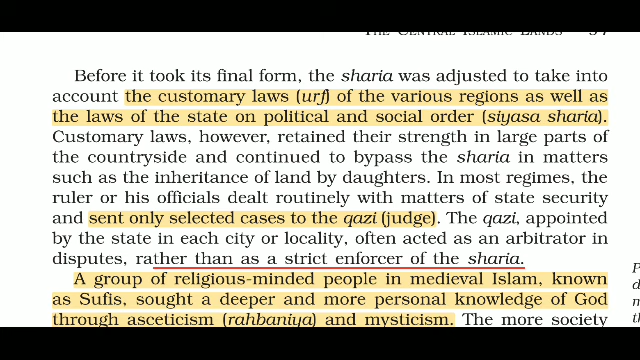 Before it took its final form, the sharia was adjusted to take into
account the customary laws (urf) of the various regions as well as
the laws of the state on political and social order (siyasa sharia).
Customary laws, however, retained their strength in large parts of
the countryside and continued to bypass the sharia in matters
such as the inheritance of land by daughters. In most regimes, the
ruler or his officials dealt routinely with matters of state security
and sent only selected cases to the qazi (judge). The qazi, appointed
by the state in each city or locality, often acted as an arbitrator in
disputes, rather than as a strict enforcer of the sharia.
A group of religious-minded people in medieval Islam, known
as Sufis, sought a deeper and more personal knowledge of God
through asceticism (rahbaniya) and mysticism. The more society